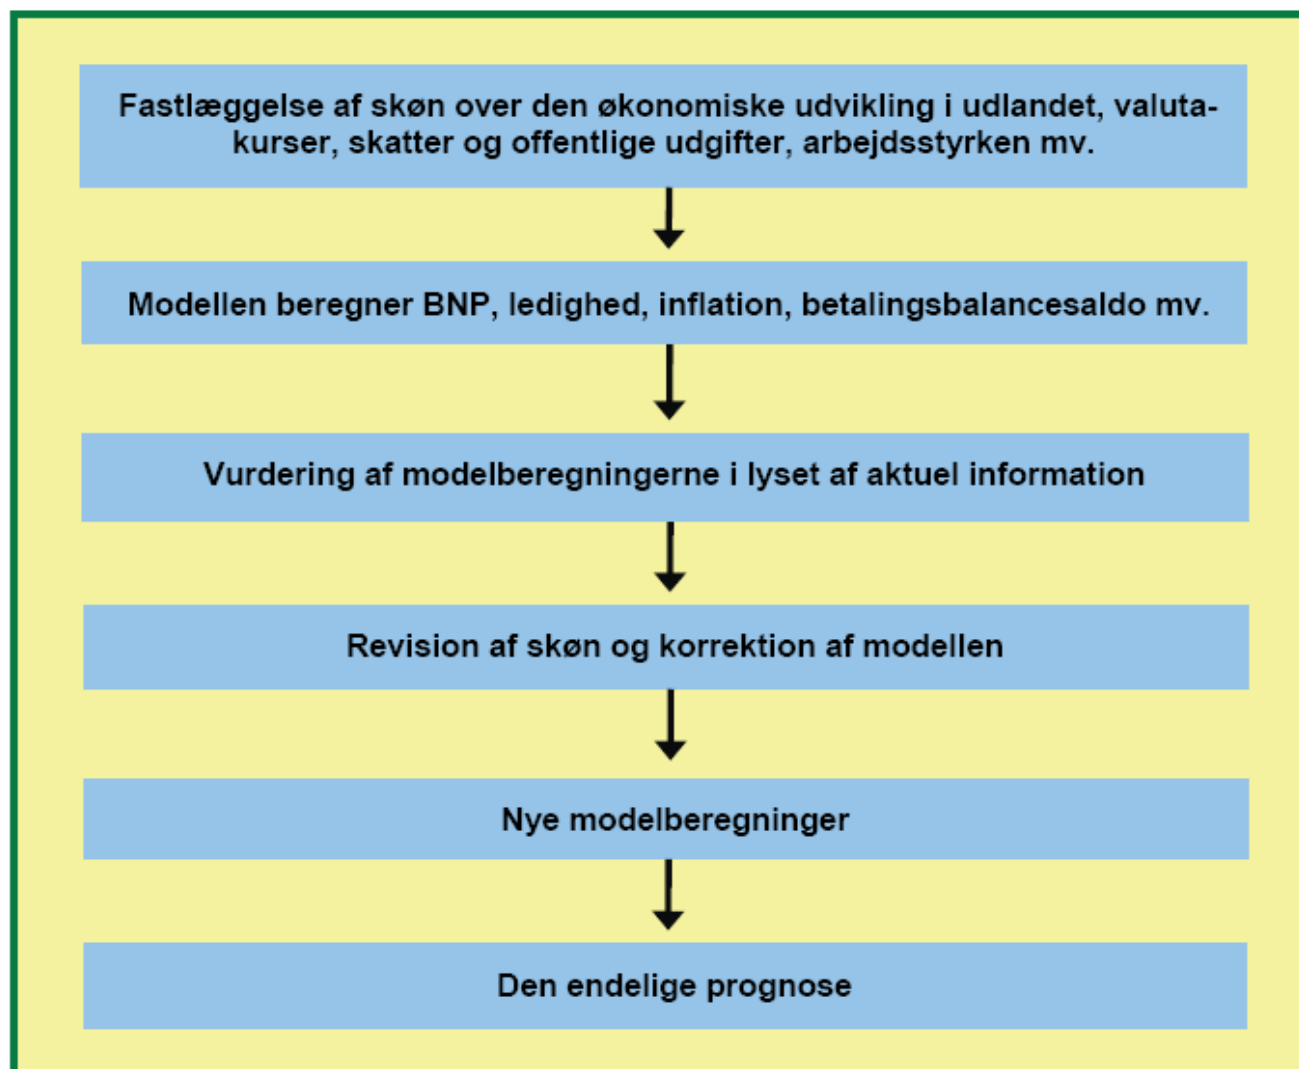 Fastlæggelse af skøn over den økonomiske udvikling i udlandet, valuta-
kurser, skatter og offentlige udgifter, arbejdsstyrken mv.
Modellen beregner BNP, ledighed, inflation, betalingsbalancesaldo mv.
Vurdering af modelberegningerne i lyset af aktuel information
Revision af skøn og korrektion af modellen
Nye modelberegninger
Den endelige prognose